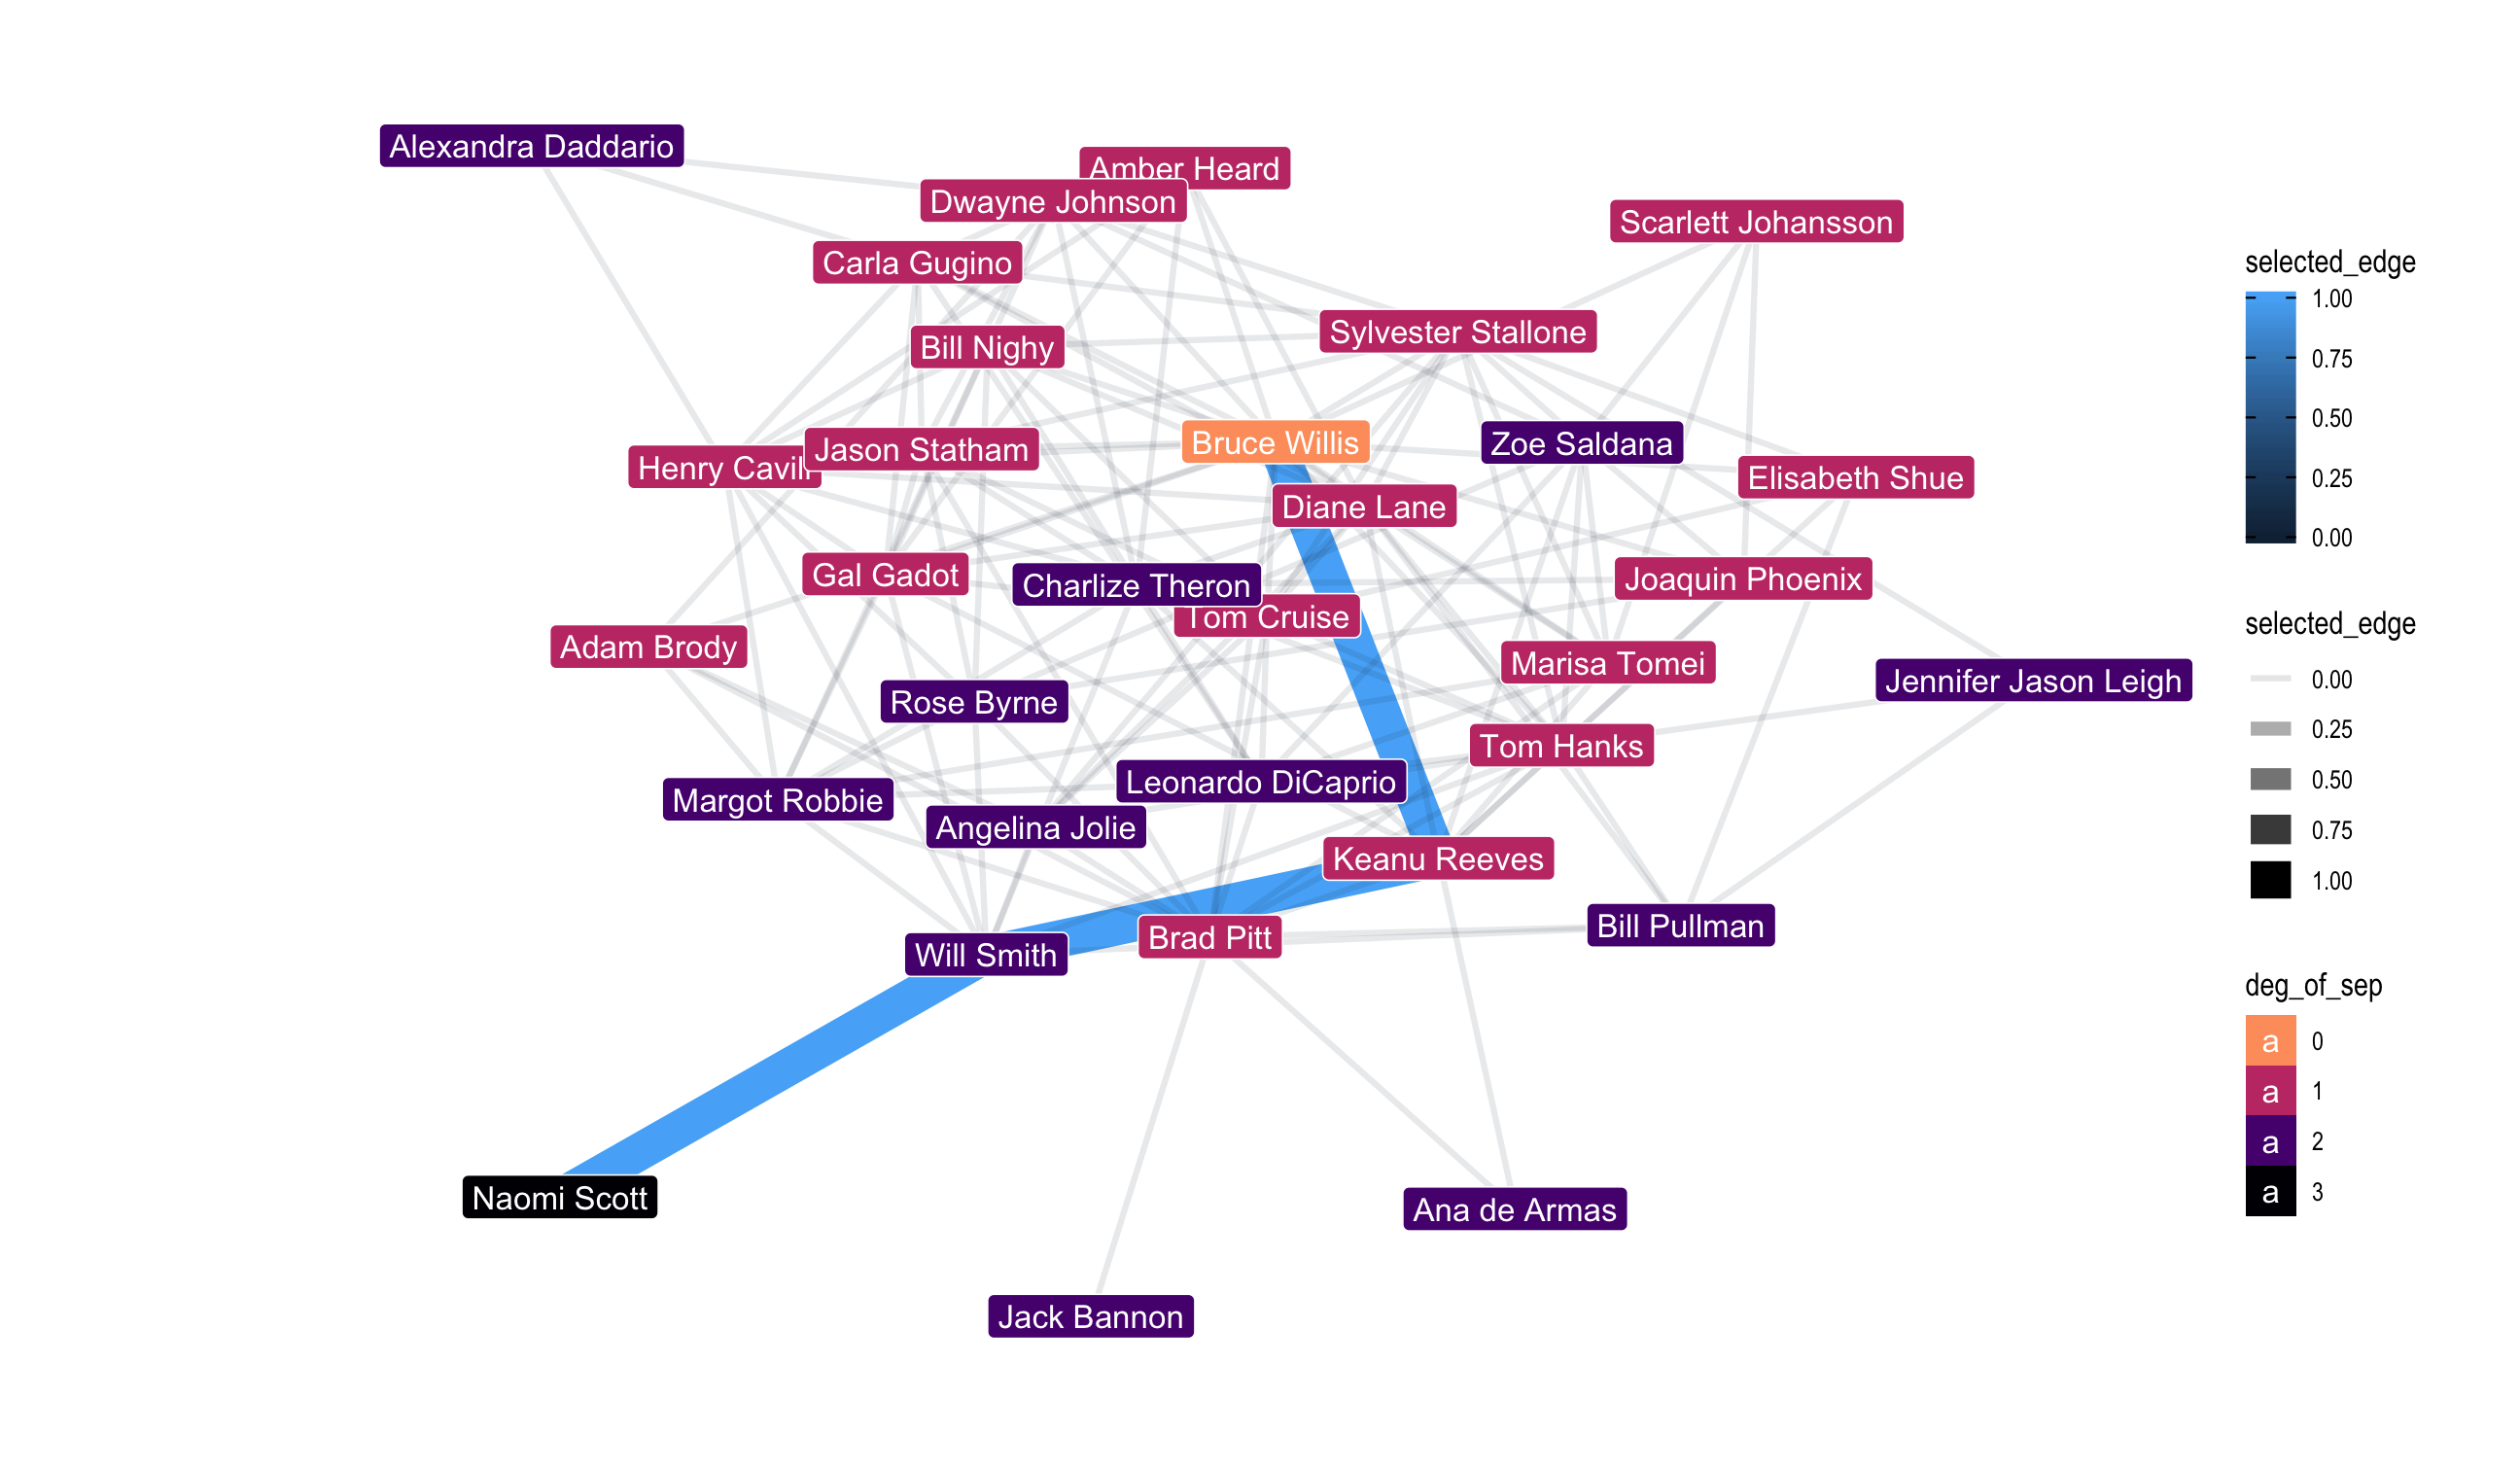 Alexandra Daddario
Amber Heard
Dwayne Johnson
Scarlett Johansson
Carla Gugino
Sylvester Stallone
Bill Nighy
Bruce Willis
Zoe Saldana
Jason Statham
Henry Cavill
Elisabeth Shue
Diane Lane
Gal Gadot
Charlize Theron
Joaquin Phoenix
Tom Cruise
Adam Brody
Marisa Tomei
Jennifer Jason Leigh
Rose Byrne
Tom Hanks
Leonardo DiCaprio
Margot Robbie
Angelina Jolie
Keanu Reeves
Bill Pullman
Brad Pitt
Will Smith
Naomi Scott
Ana de Armas
Jack Bannon
selected_edge
1.00
0.75
0.50
0.25
0.00
selected_edge
0.00
0.25
0.50
0.75
1.00
deg_of_sep
a 0
a 1
a 2
a 3